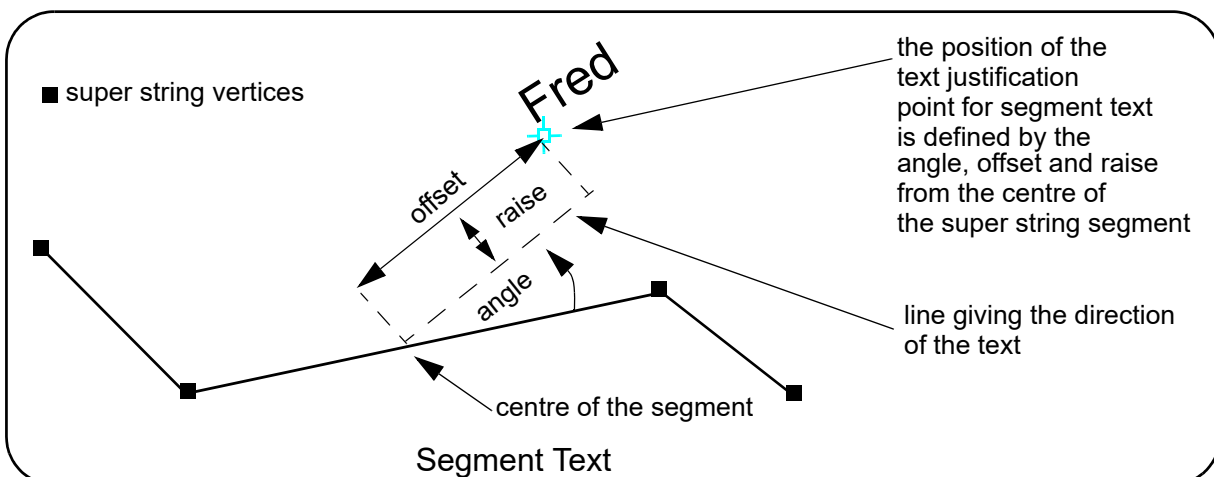 super string vertices
Fred
the position of the
text justification
point for segment text
is defined by the
angle, offset and raise
from the centre of
the super string segment
offset
raise
angle
line giving the direction
of the text
centre of the segment
Segment Text